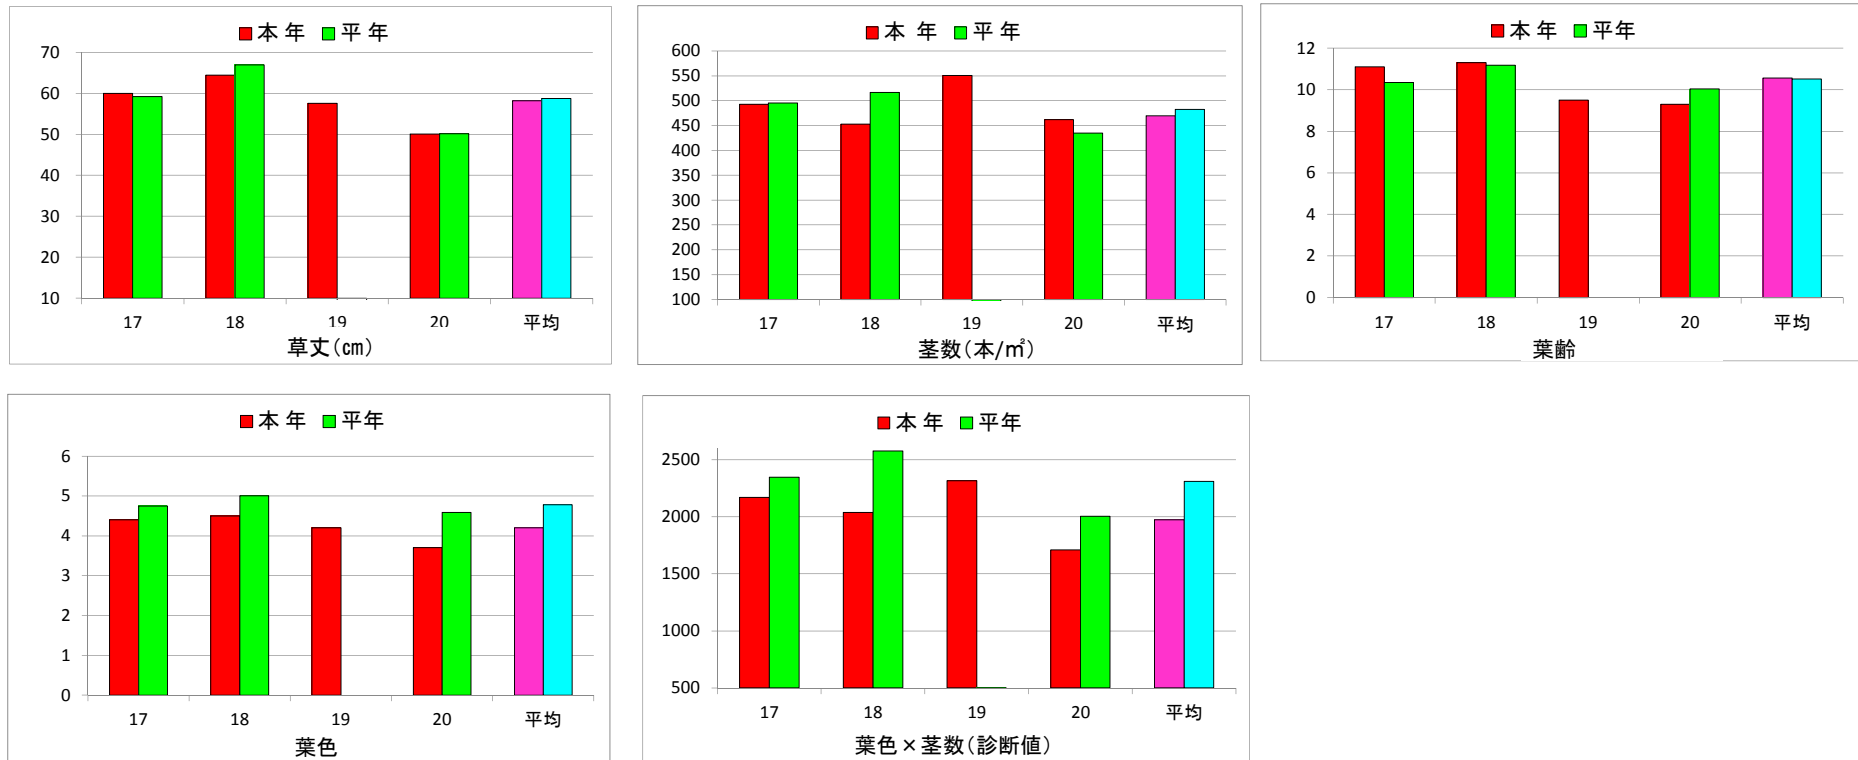 本 年 平 年
70
60
50
40
30
20
10
17 18 19 20 平均
草丈(㎝)
本 年 平 年
600
550
500
450
400
350
300
250
200
150
100
17 18 19 20 平均
茎数(本/㎡)
本 年 平年
12
10
8
6
4
2
0
17 18 19 20 平均
葉齢
本 年 平 年
6
5
4
3
2
1
0
17 18 19 20 平均
葉色
本 年 平 年
2500
2000
1500
1000
500
17 18 19 20 平均
葉色×茎数(診断値)